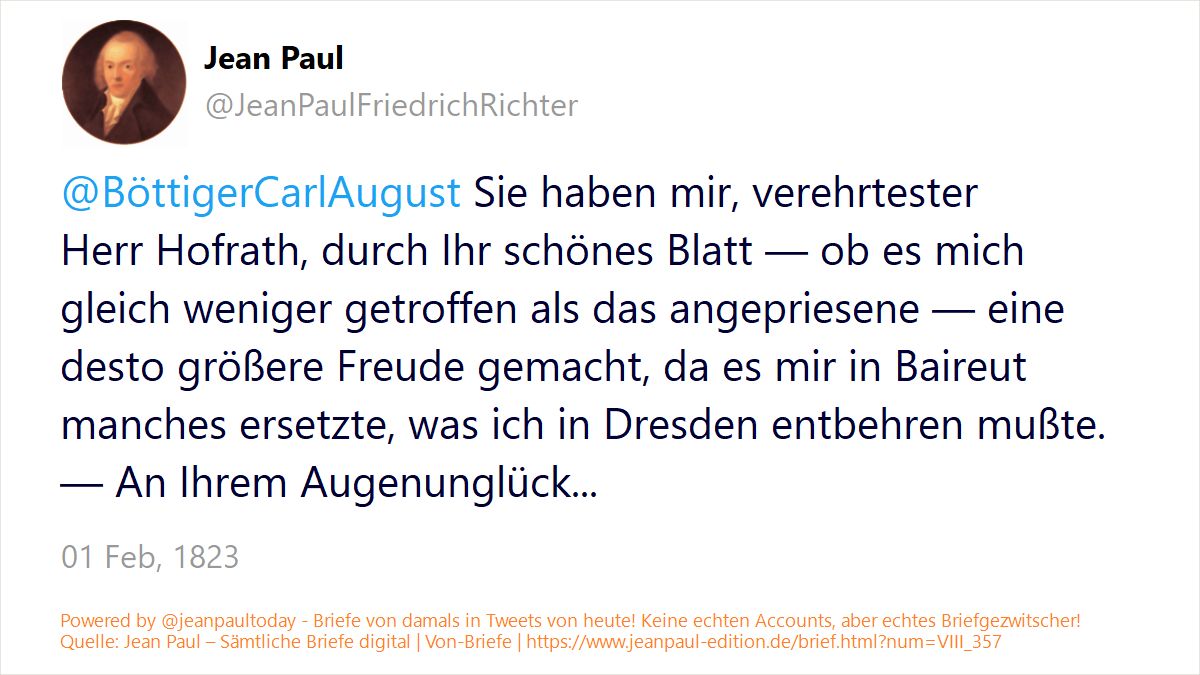 Jean Paul
@JeanPaulFriedrichRichter
@BöttigerCarlAugust Sie haben mir, verehrtester
Herr Hofrath, durch Ihr schönes Blatt — ob es mich
gleich weniger getroffen als das angepriesene — eine
desto größere Freude gemacht, da es mir in Baireut
manches ersetzte, was ich in Dresden entbehren mußte.
— An Ihrem Augenunglück...
01 Feb, 1823
Powered by @jeanpaultoday - Briefe von damals in Tweets von heute! Keine echten Accounts, aber echtes Briefgezwitscher!
Quelle: Jean Paul – Sämtliche Briefe digital | Von-Briefe | https://www.jeanpaul-edition.de/brief.html?num=VIII_357